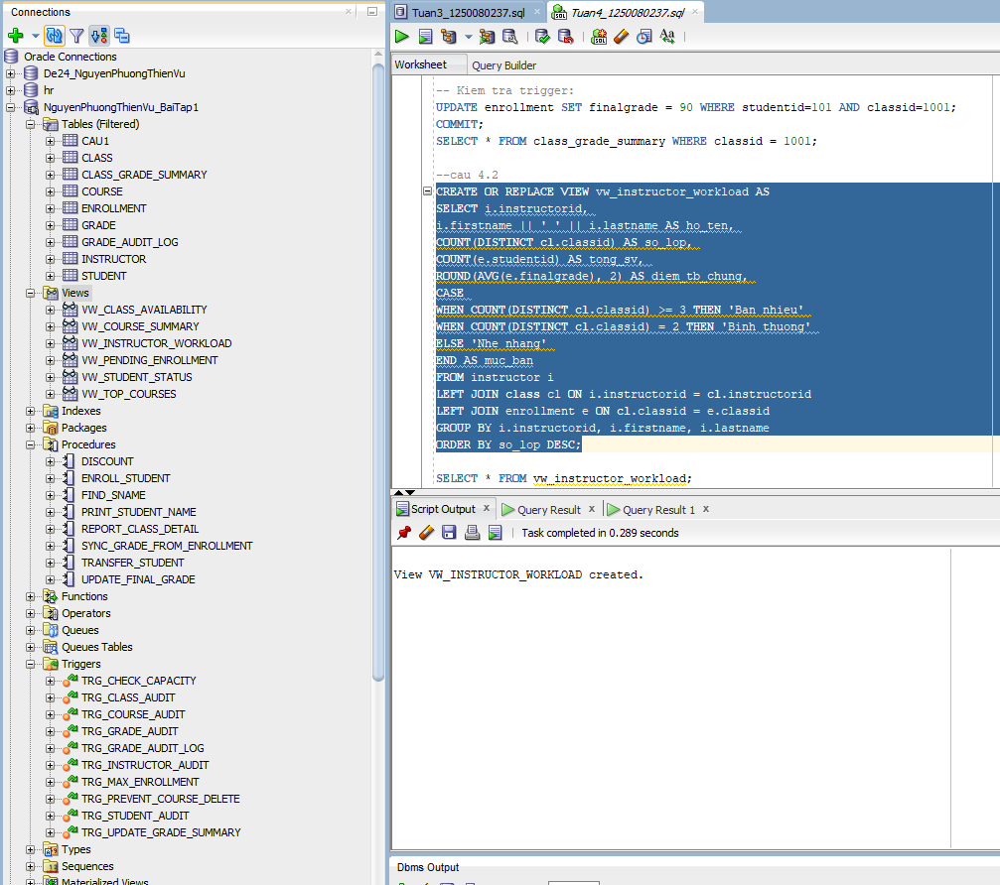 Connections
Oracle Connections
De24_NguyenPhuongThienVu
hr
NguyenPhuongThienVu_BaiTap1
Tables (Filtered)
CAU1
CLASS
CLASS_GRADE_SUMMARY
COURSE
ENROLLMENT
GRADE
GRADE_AUDIT_LOG
INSTRUCTOR
STUDENT
Views
VW_CLASS_AVAILABILITY
VW_COURSE_SUMMARY
VW_INSTRUCTOR_WORKLOAD
VW_PENDING_ENROLLMENT
VW_STUDENT_STATUS
VW_TOP_COURSES
Indexes
Packages
Procedures
DISCOUNT
ENROLL_STUDENT
FIND_SNAME
PRINT_STUDENT_NAME
REPORT_CLASS_DETAIL
SYNC_GRADE_FROM_ENROLLMENT
TRANSFER_STUDENT
UPDATE_FINAL_GRADE
Functions
Operators
Queues
Queues Tables
Triggers
TRG_CHECK_CAPACITY
TRG_CLASS_AUDIT
TRG_COURSE_AUDIT
TRG_GRADE_AUDIT
TRG_GRADE_AUDIT_LOG
TRG_INSTRUCTOR_AUDIT
TRG_MAX_ENROLLMENT
TRG_PREVENT_COURSE_DELETE
TRG_STUDENT_AUDIT
TRG_UPDATE_GRADE_SUMMARY
Types
Sequences
Materialized Views
Tuan3_1250080237.sql
Tuan4_1250080237.sql
Worksheet
Query Builder
-- Kiem tra trigger:
UPDATE enrollment SET finalgrade = 90 WHERE studentid=101 AND classid=1001;
COMMIT;
SELECT * FROM class_grade_summary WHERE classid = 1001;
--cau 4.2
CREATE OR REPLACE VIEW vw_instructor_workload AS
SELECT i.instructorid,
i.firstname || ' ' || i.lastname AS ho_ten,
COUNT(DISTINCT cl.classid) AS so_lop,
COUNT(e.studentid) AS tong_sv,
ROUND(AVG(e.finalgrade), 2) AS diem_tb_chung,
CASE
WHEN COUNT(DISTINCT cl.classid) >= 3 THEN 'Ban nhieu'
WHEN COUNT(DISTINCT cl.classid) = 2 THEN 'Binh thuong'
ELSE 'Nhe nhang'
END AS muc_ban
FROM instructor i
LEFT JOIN class cl ON i.instructorid = cl.instructorid
LEFT JOIN enrollment e ON cl.classid = e.classid
GROUP BY i.instructorid, i.firstname, i.lastname
ORDER BY so_lop DESC;
SELECT * FROM vw_instructor_workload;
Script Output
Query Result
Query Result 1
Task completed in 0.289 seconds
View VW_INSTRUCTOR_WORKLOAD created.
Dbms Output